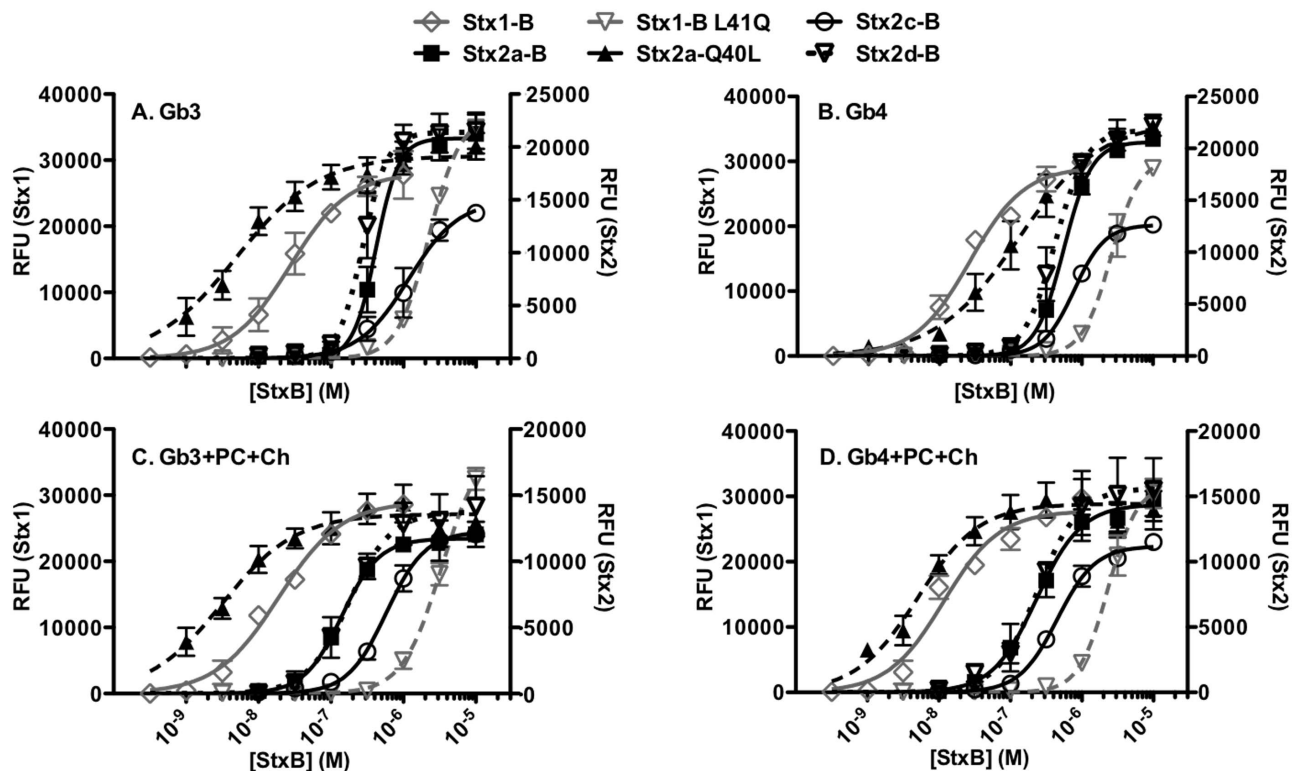 Stx1-B Stx1-B L41Q Stx2c-B
Stx2a-B Stx2a-Q40L Stx2d-B
A. Gb3
40000
30000
20000
10000
0
RFU (Stx1)
25000
20000
15000
10000
5000
0
RFU (Stx2)
[StxB] (M)
B. Gb4
40000
30000
20000
10000
0
RFU (Stx1)
25000
20000
15000
10000
5000
0
RFU (Stx2)
[StxB] (M)
C. Gb3+PC+Ch
40000
30000
20000
10000
0
RFU (Stx1)
20000
15000
10000
5000
0
RFU (Stx2)
10-9 10-8 10-7 10-6 10-5
[StxB] (M)
D. Gb4+PC+Ch
40000
30000
20000
10000
0
RFU (Stx1)
20000
15000
10000
5000
0
RFU (Stx2)
10-9 10-8 10-7 10-6 10-5
[StxB] (M)